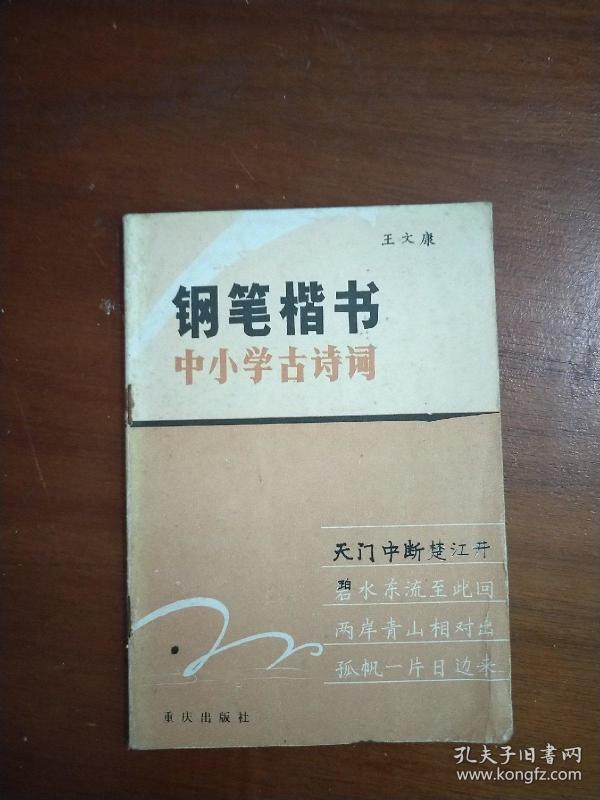 王文康
钢笔楷书
中小学古诗词
天门中断楚江开
碧水东流至此回
两岸青山相对出
孤帆一片日边来
重庆出版社
孔夫子旧书网
www.kongfz.com